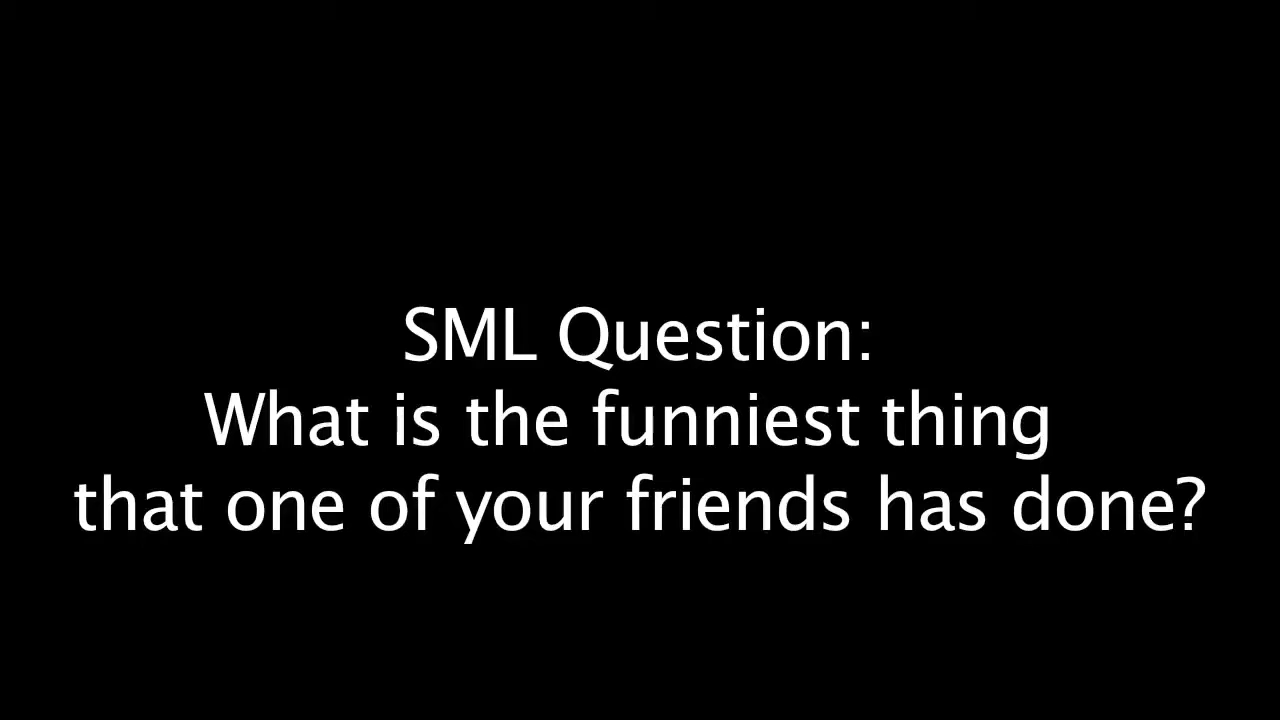 SML Question:
What is the funniest thing
that one of your friends has done?